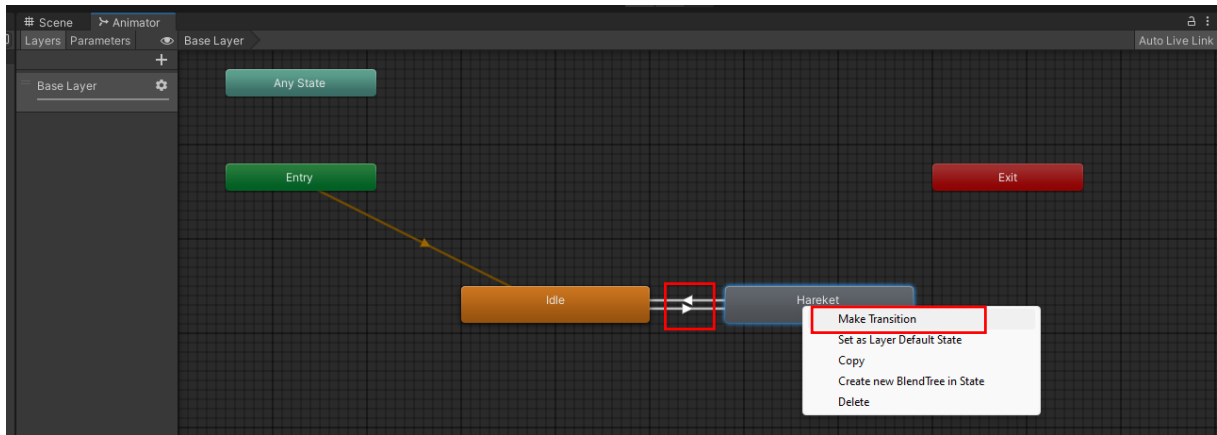 # Scene Animator
Layers Parameters Base Layer Auto Live Link
Base Layer
Any State
Entry
Exit
Idle
Hareket
Make Transition
Set as Layer Default State
Copy
Create new BlendTree in State
Delete